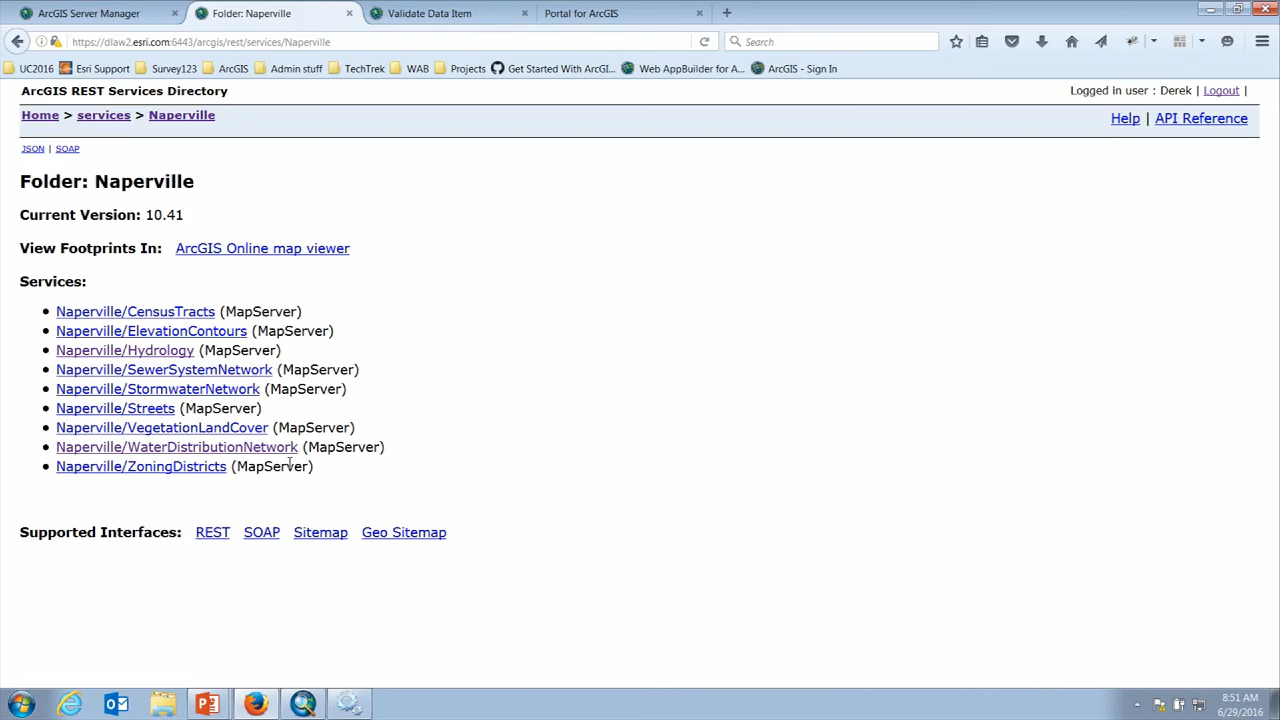 ArcGIS Server Manager × Folder: Naperville × Validate Data Item × Portal for ArcGIS × +
https://dlaw2.esri.com:6443/arcgis/rest/services/Naperville Search
UC2016 Esri Support Survey123 ArcGIS Admin stuff TechTrek WAB Projects Get Started With ArcGI... Web AppBuilder for A... ArcGIS - Sign In
ArcGIS REST Services Directory Logged in user : Derek | Logout |
Home > services > Naperville Help | API Reference
JSON | SOAP
Folder: Naperville
Current Version: 10.41
View Footprints In: ArcGIS Online map viewer
Services:
• Naperville/CensusTracts (MapServer)
• Naperville/ElevationContours (MapServer)
• Naperville/Hydrology (MapServer)
• Naperville/SewerSystemNetwork (MapServer)
• Naperville/StormwaterNetwork (MapServer)
• Naperville/Streets (MapServer)
• Naperville/VegetationLandCover (MapServer)
• Naperville/WaterDistributionNetwork (MapServer)
• Naperville/ZoningDistricts (MapServer)
Supported Interfaces: REST SOAP Sitemap Geo Sitemap
8:51 AM
6/29/2016